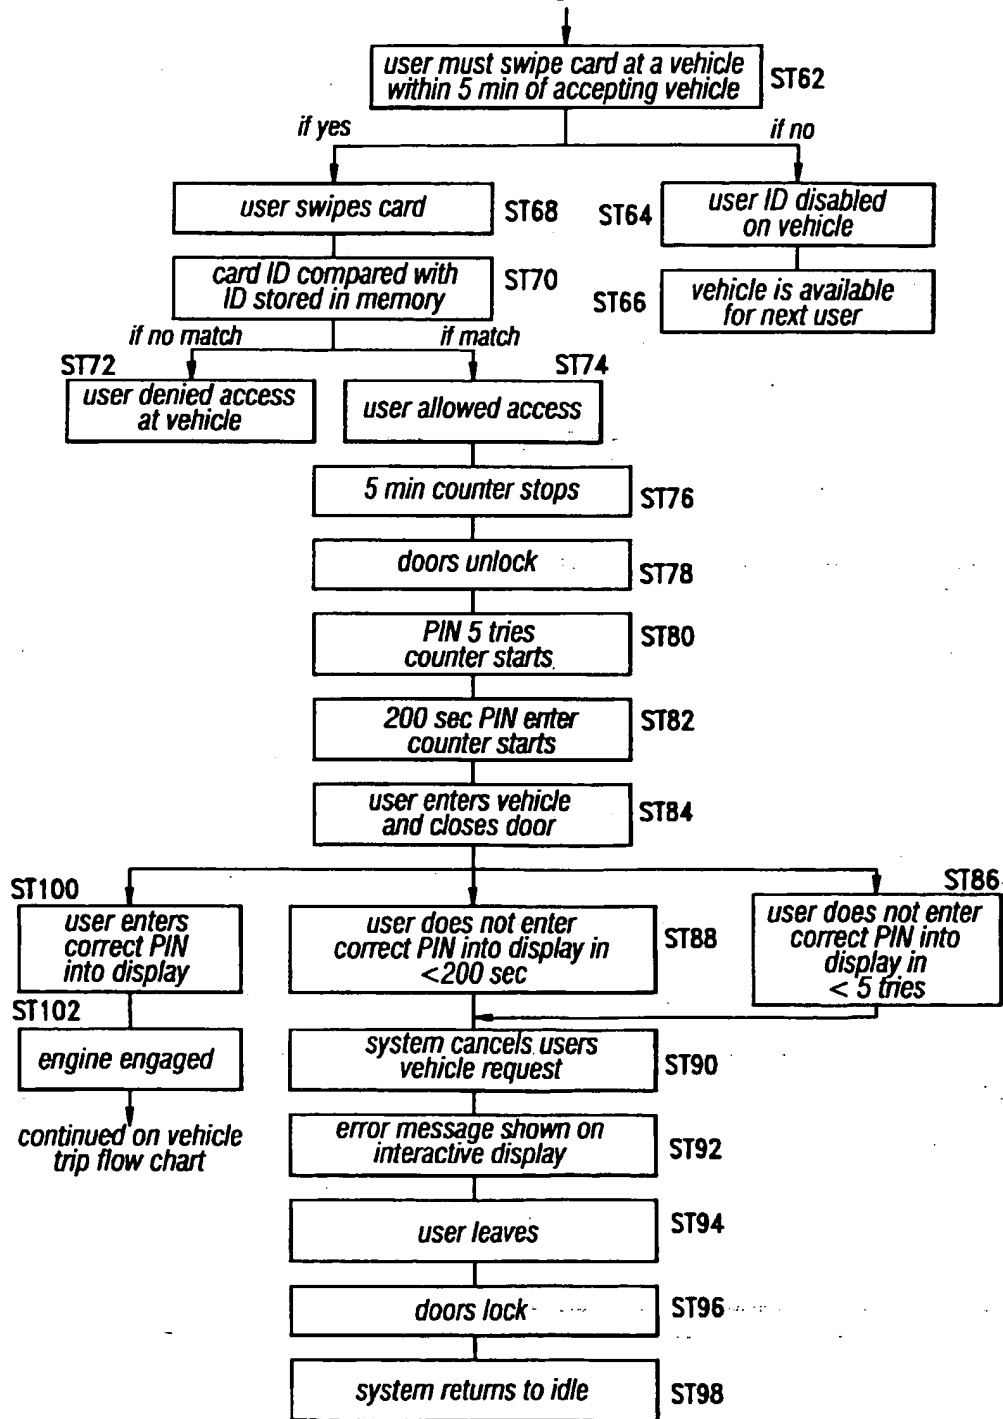 user must swipe card at a vehicle
within 5 min of accepting vehicle
ST62
if yes
if no
user swipes card
ST68
ST64
user ID disabled
on vehicle
card ID compared with
ID stored in memory
ST70
ST66
vehicle is available
for next user
if no match
if match
ST72
user denied access
at vehicle
ST74
user allowed access
5 min counter stops
ST76
doors unlock
ST78
PIN 5 tries
counter starts
ST80
200 sec PIN enter
counter starts
ST82
user enters vehicle
and closes door
ST84
ST100
user enters
correct PIN
into display
user does not enter
correct PIN into display in
<200 sec
ST88
ST86
user does not enter
correct PIN into
display in
< 5 tries
ST102
engine engaged
continued on vehicle
trip flow chart
system cancels users
vehicle request
ST90
error message shown on
interactive display
ST92
user leaves
ST94
doors lock
ST96
system returns to idle
ST98